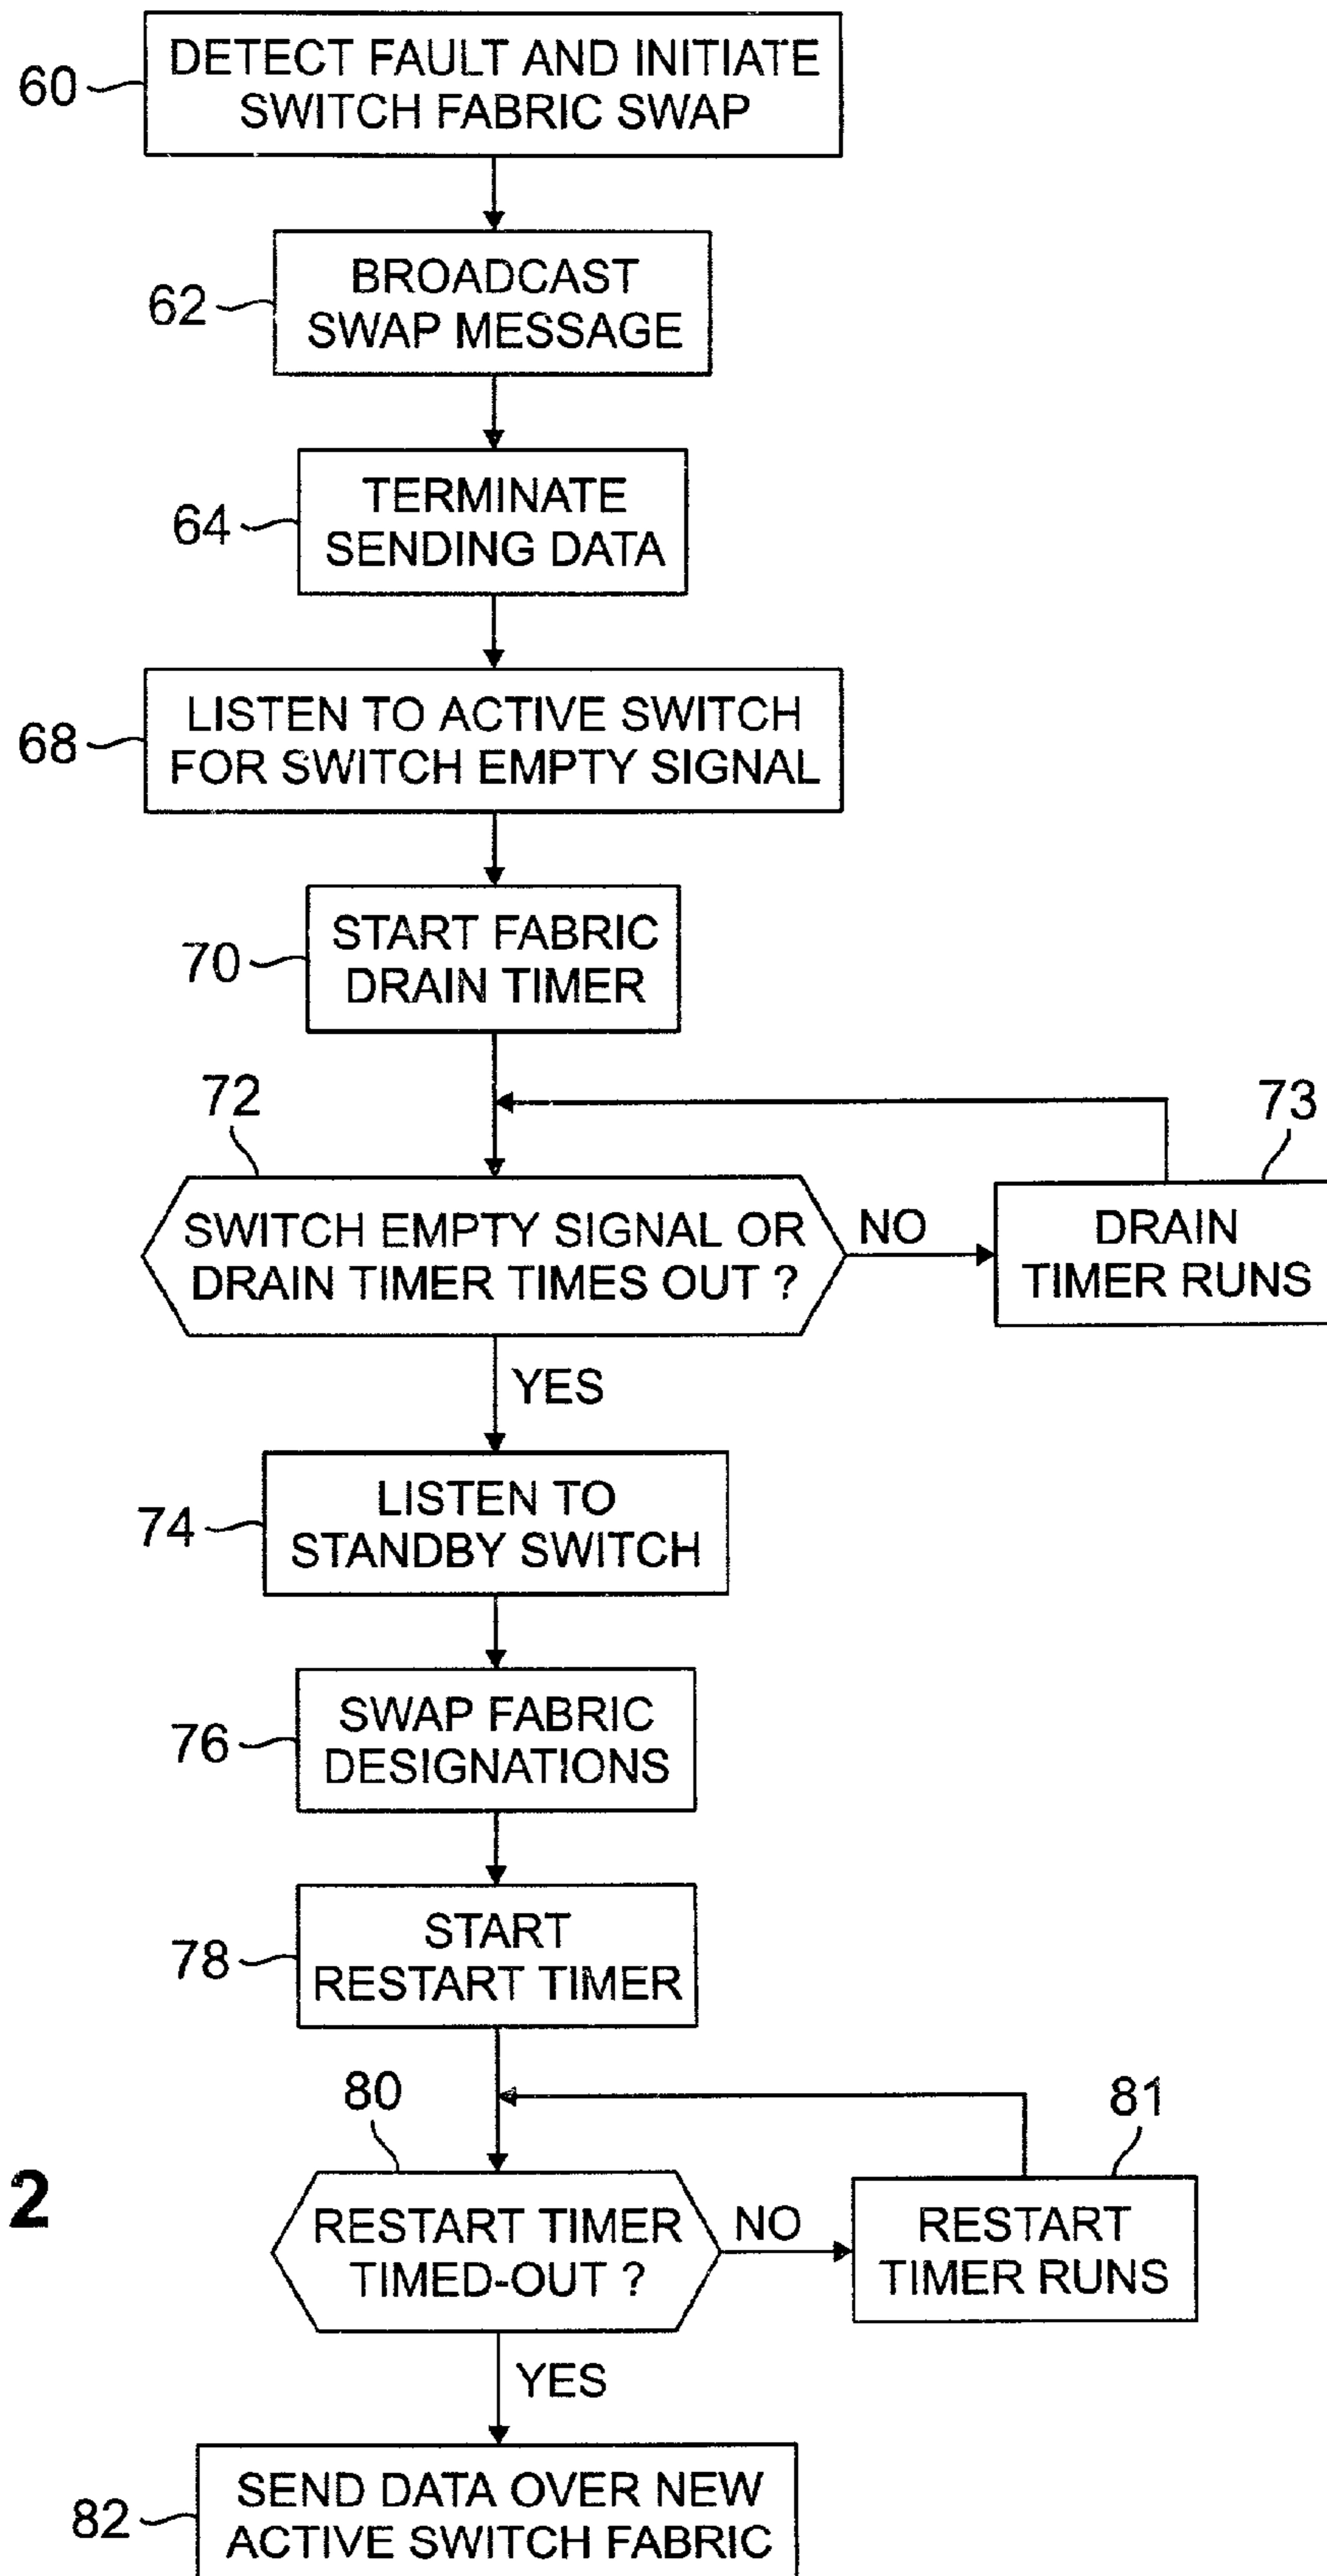 60
DETECT FAULT AND INITIATE
SWITCH FABRIC SWAP
62
BROADCAST
SWAP MESSAGE
64
TERMINATE
SENDING DATA
68
LISTEN TO ACTIVE SWITCH
FOR SWITCH EMPTY SIGNAL
70
START FABRIC
DRAIN TIMER
72
SWITCH EMPTY SIGNAL OR
DRAIN TIMER TIMES OUT ?
NO
73
DRAIN
TIMER RUNS
YES
74
LISTEN TO
STANDBY SWITCH
76
SWAP FABRIC
DESIGNATIONS
78
START
RESTART TIMER
80
RESTART TIMER
TIMED-OUT ?
NO
81
RESTART
TIMER RUNS
2
YES
82
SEND DATA OVER NEW
ACTIVE SWITCH FABRIC